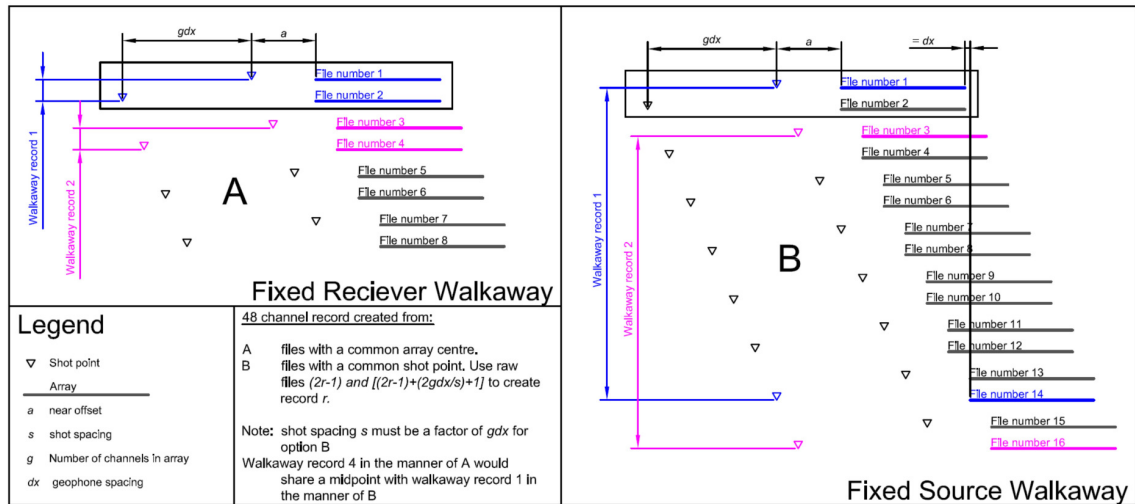 gdx
a
File number 1
File number 2
File number 3
File number 4
File number 5
File number 6
File number 7
File number 8
Walkaway record 1
Walkaway record 2
A
Fixed Reciever Walkaway
gdx
a
= dx
File number 1
File number 2
File number 3
File number 4
File number 5
File number 6
File number 7
File number 8
File number 9
File number 10
File number 11
File number 12
File number 13
File number 14
File number 15
File number 16
Walkaway record 1
Walkaway record 2
B
Fixed Source Walkaway
Legend
Shot point
Array
a near offset
s shot spacing
g Number of channels in array
dx geophone spacing
48 channel record created from:
A files with a common array centre.
B files with a common shot point. Use raw
files (2r-1) and [(2r-1)+(2gdx/s)+1] to create
record r.
Note: shot spacing s must be a factor of gdx for
option B
Walkaway record 4 in the manner of A would
share a midpoint with walkaway record 1 in
the manner of B